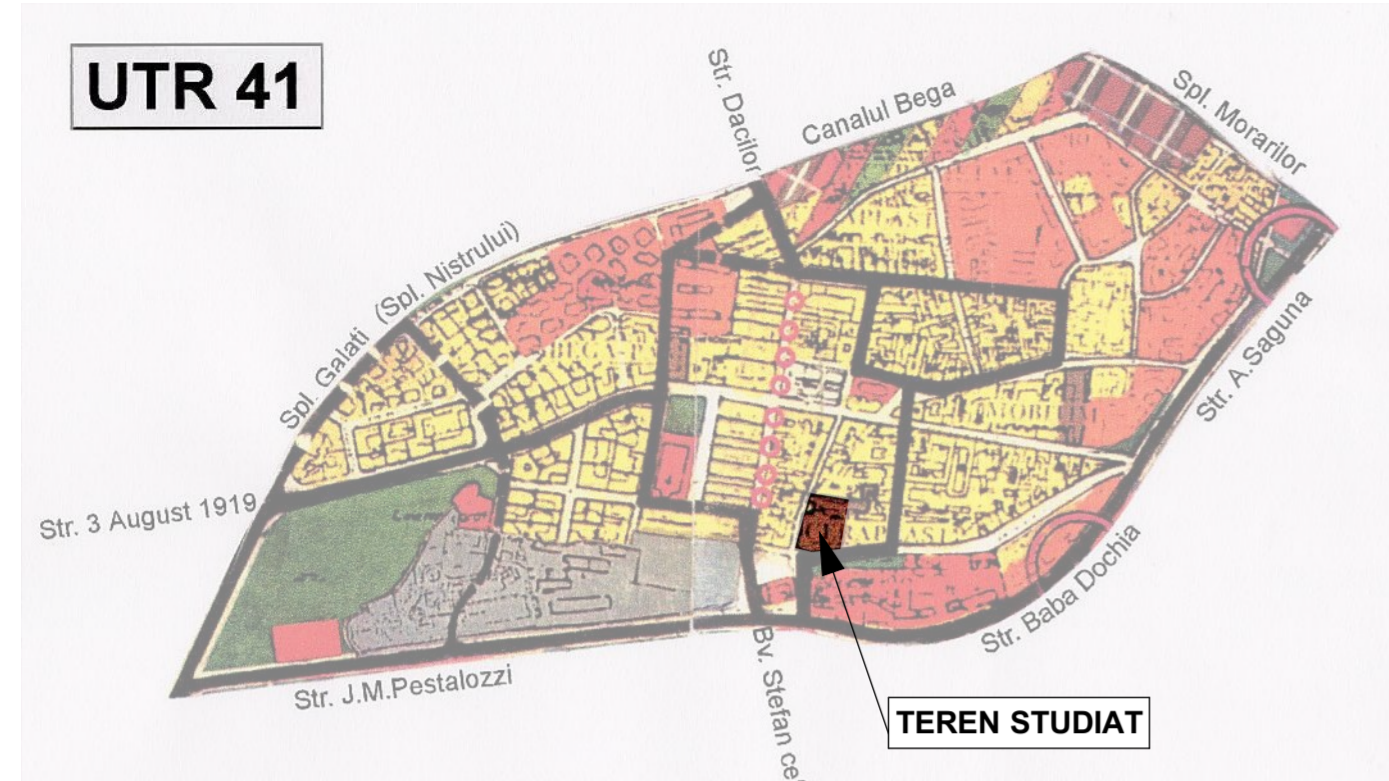 UTR 41
Str. Dacilor
Canalul Bega
Spl. Morarilor
Spl. Galati (Spl. Nistrului)
Str. A.Saguna
Str. 3 August 1919
Str. Baba Dochia
Str. J.M.Pestalozzi
Bv. Stefan ce
TEREN STUDIAT